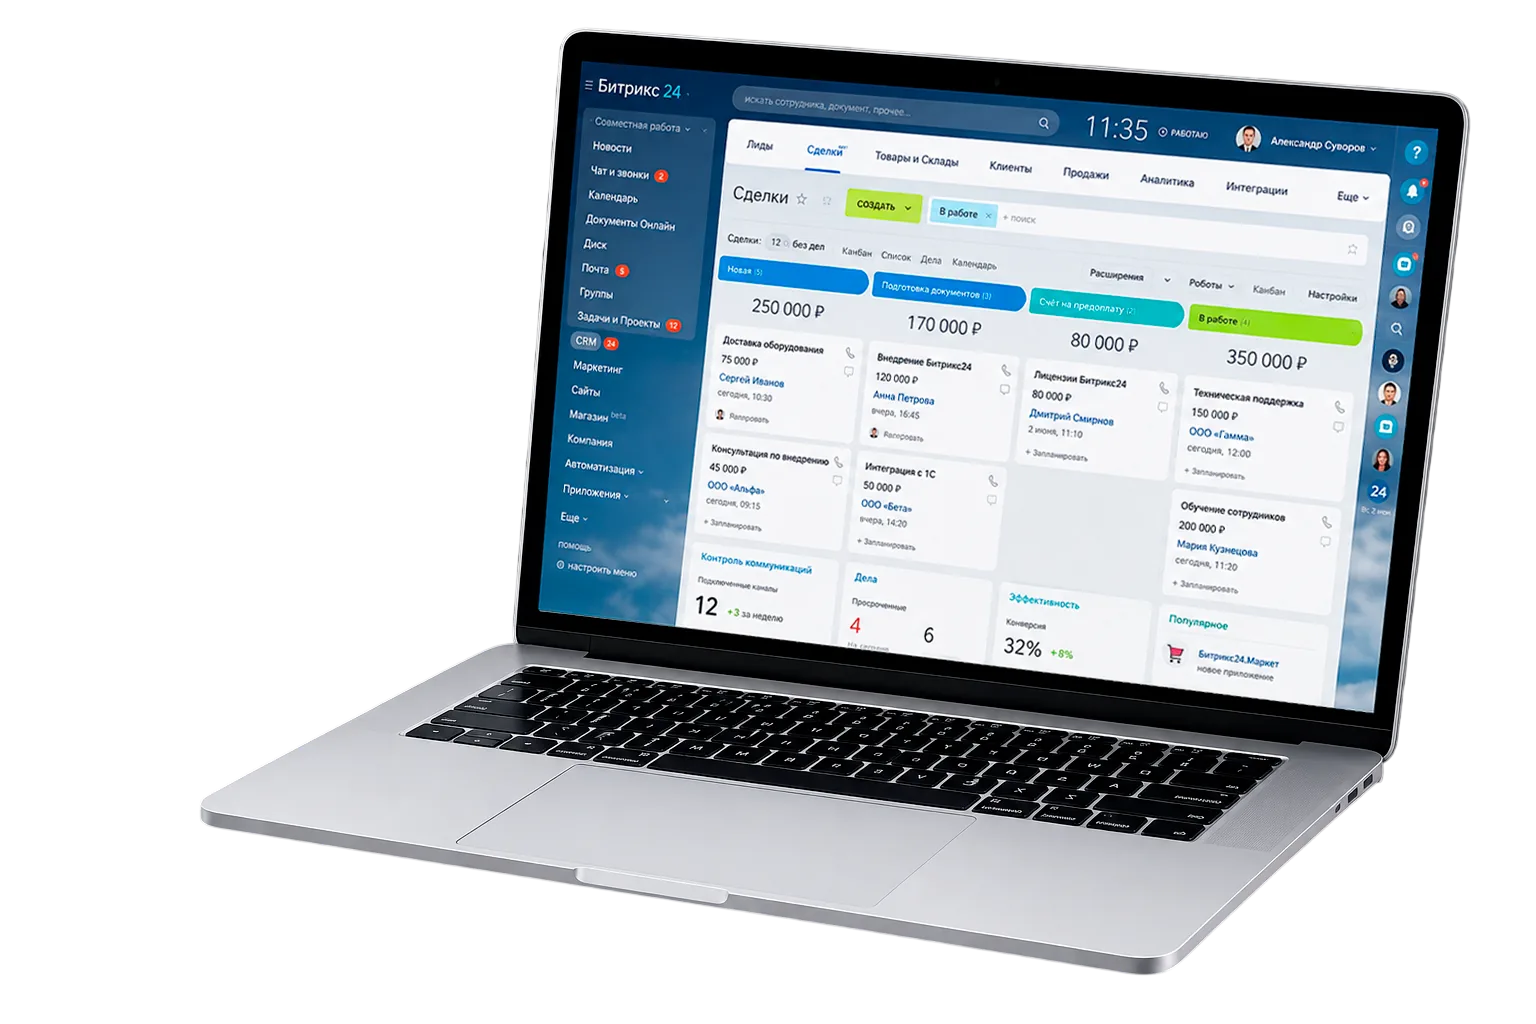 Битрикс 24
искать сотрудника, документ, прочее...
11:35
РАБОТАЮ
Александр Суворов
?
Совместная работа
Новости
Чат и звонки 2
Календарь
Документы Онлайн
Диск
Почта 5
Группы
Задачи и Проекты 12
CRM 24
Маркетинг
Сайты
Магазин beta
Компания
Автоматизация
Приложения
Еще
ПОМОЩЬ
НАСТРОИТЬ МЕНЮ
Лиды
Сделки
Товары и Склады
Клиенты
Продажи
Аналитика
Интеграции
Еще
Сделки
СОЗДАТЬ
В работе ×
+ поиск
Сделки: 12 без дел
Канбан
Список
Дела
Календарь
Расширения
Роботы
Канбан
Настройки
Новая (5)
250 000 ₽
Доставка оборудования
75 000 ₽
Сергей Иванов
сегодня, 10:30
Консультация по внедрению
45 000 ₽
ООО «Альфа»
сегодня, 09:15
+ Запланировать
Подготовка документов (3)
170 000 ₽
Внедрение Битрикс24
120 000 ₽
Анна Петрова
вчера, 16:45
Интеграция с 1С
50 000 ₽
ООО «Бета»
вчера, 14:20
+ Запланировать
Счёт на предоплату (2)
80 000 ₽
Лицензии Битрикс24
80 000 ₽
Дмитрий Смирнов
2 июня, 11:10
+ Запланировать
В работе (4)
350 000 ₽
Техническая поддержка
150 000 ₽
ООО «Гамма»
сегодня, 12:00
+ Запланировать
Обучение сотрудников
200 000 ₽
Мария Кузнецова
сегодня, 11:20
+ Запланировать
Контроль коммуникаций
Подключенные каналы
12 +3 за неделю
Дела
Просроченные
4
6
Эффективность
Конверсия
32% +8%
Популярное
Битрикс24.Маркет
новое приложение
24